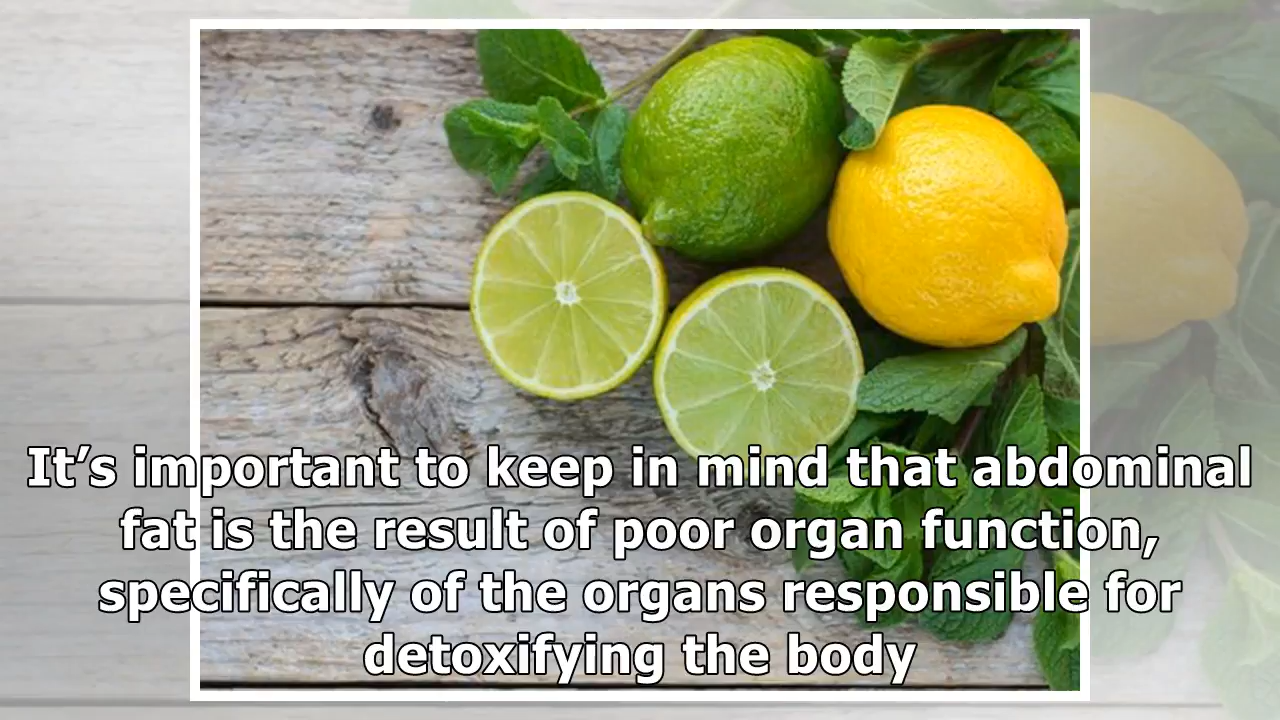 It’s important to keep in mind that abdominal
fat is the result of poor organ function,
specifically of the organs responsible for
detoxifying the body